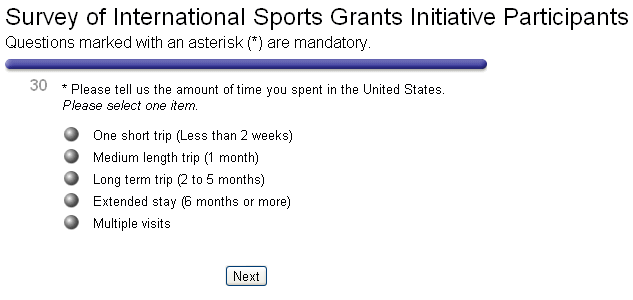 Survey of International Sports Grants Initiative Participants
Questions marked with an asterisk (*) are mandatory.
30 * Please tell us the amount of time you spent in the United States.
Please select one item.
One short trip (Less than 2 weeks)
Medium length trip (1 month)
Long term trip (2 to 5 months)
Extended stay (6 months or more)
Multiple visits
Next